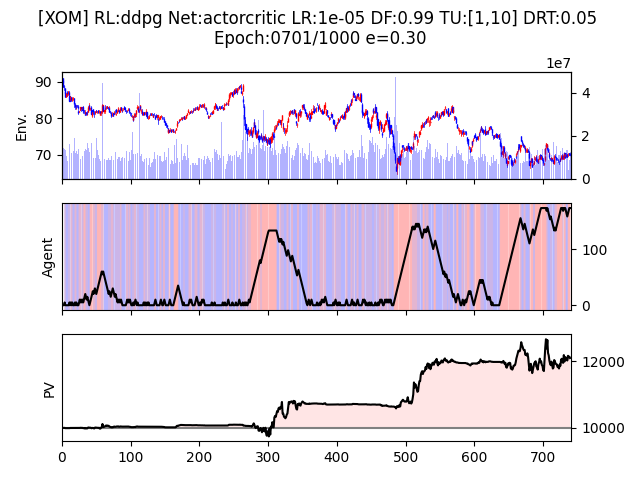 [XOM] RL:ddpg Net:actorcritic LR:1e-05 DF:0.99 TU:[1,10] DRT:0.05
Epoch:0701/1000 e=0.30
1e7
90
80
70
Env.
4
2
0
Agent
100
0
PV
12000
10000
0 100 200 300 400 500 600 700